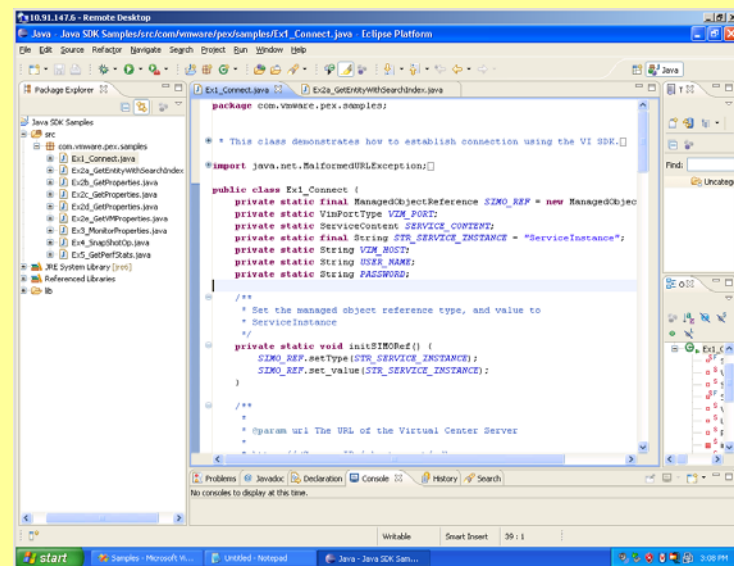 10.91.147.6 - Remote Desktop
Java - Java SDK Samples/src/com/vmware/pex/samples/Ex1_Connect.java - Eclipse Platform
File Edit Source Refactor Navigate Search Project Run Window Help
Java
Package Explorer
Ex1_Connect.java
Ex2a_GetEntityWithSearchIndex.java
Java SDK Samples
src
com.vmware.pex.samples
Ex1_Connect.java
Ex2a_GetEntityWithSearchIndex
Ex2b_GetProperties.java
Ex2c_GetProperties.java
Ex2d_GetProperties.java
Ex2e_GetVMProperties.java
Ex3_MonitorProperties.java
Ex4_SnapShotOp.java
Ex5_GetPerfStats.java
JRE System Library [jre6]
Referenced Libraries
lib
package com.vmware.pex.samples;
* This class demonstrates how to establish connection using the VI SDK.
import java.net.MalformedURLException;
public class Ex1_Connect {
private static final ManagedObjectReference SIMO_REF = new ManagedObjec
private static VimPortType VIM_PORT;
private static ServiceContent SERVICE_CONTENT;
private static final String STR_SERVICE_INSTANCE = "ServiceInstance";
private static String VIM_HOST;
private static String USER_NAME;
private static String PASSWORD;
/**
* Set the managed object reference type, and value to
* ServiceInstance
*/
private static void initSIMORef() {
SIMO_REF.setType(STR_SERVICE_INSTANCE);
SIMO_REF.set_value(STR_SERVICE_INSTANCE);
}
/**
*
* @param url The URL of the Virtual Center Server
*
Find:
Uncateg
Ex1_C
Problems Javadoc Declaration Console History Search
No consoles to display at this time.
Writable Smart Insert 39 : 1
start
Samples - Microsoft Vi...
Untitled - Notepad
Java - Java SDK Sam...
3:08 PM